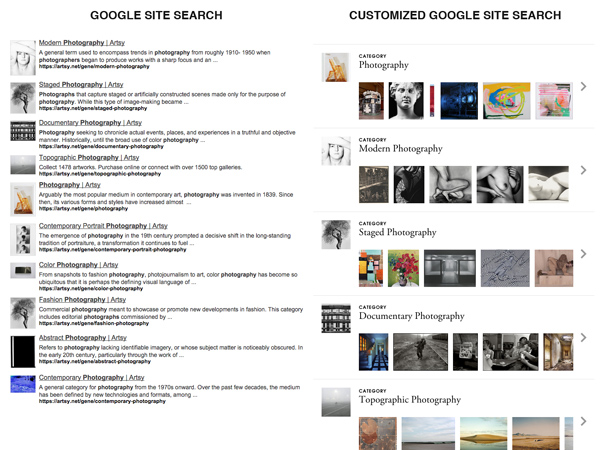 GOOGLE SITE SEARCH
Modern Photography | Artsy
A general term used to encompass trends in photography from roughly 1910- 1950 when
photographers began to produce works with a sharp focus and an ...
https://artsy.net/gene/modern-photography
Staged Photography | Artsy
Photographs that capture staged or artificially constructed scenes made only for the purpose of
photography. While this type of image-making became ...
https://artsy.net/gene/staged-photography
Documentary Photography | Artsy
Photography seeking to chronicle actual events, places, and experiences in a truthful and objective
manner. Historically, until the broad use of color photography ...
https://artsy.net/gene/documentary-photography
Topographic Photography | Artsy
Collect 1478 artworks. Purchase online or connect with over 1500 top galleries.
https://artsy.net/gene/topographic-photography
Photography | Artsy
Arguably the most popular medium in contemporary art, photography was invented in 1839. Since
then, its various forms and styles have increased almost ...
https://artsy.net/gene/photography
Contemporary Portrait Photography | Artsy
The emergence of photography in the 19th century prompted a decisive shift in the long-standing
tradition of portraiture, a transformation it continues to fuel ...
https://artsy.net/gene/contemporary-portrait-photography
Color Photography | Artsy
From snapshots to fashion photography, photojournalism to art, color photography has become so
ubiquitous that it is perhaps the defining visual language of ...
https://artsy.net/gene/color-photography
Fashion Photography | Artsy
Commercial photography meant to showcase or promote new developments in fashion. This category
includes editorial photographs commissioned by ...
https://artsy.net/gene/fashion-photography
Abstract Photography | Artsy
Refers to photography lacking identifiable imagery, or whose subject matter is noticeably obscured. In
the early 20th century, particularly through the work of ...
https://artsy.net/gene/abstract-photography
Contemporary Photography | Artsy
A general category for photography from the 1970s onward. Over the past few decades, the medium
has been defined by new technologies and formats, among ...
https://artsy.net/gene/contemporary-photography
CUSTOMIZED GOOGLE SITE SEARCH
CATEGORY
Photography
CATEGORY
Modern Photography
CATEGORY
Staged Photography
CATEGORY
Documentary Photography
CATEGORY
Topographic Photography